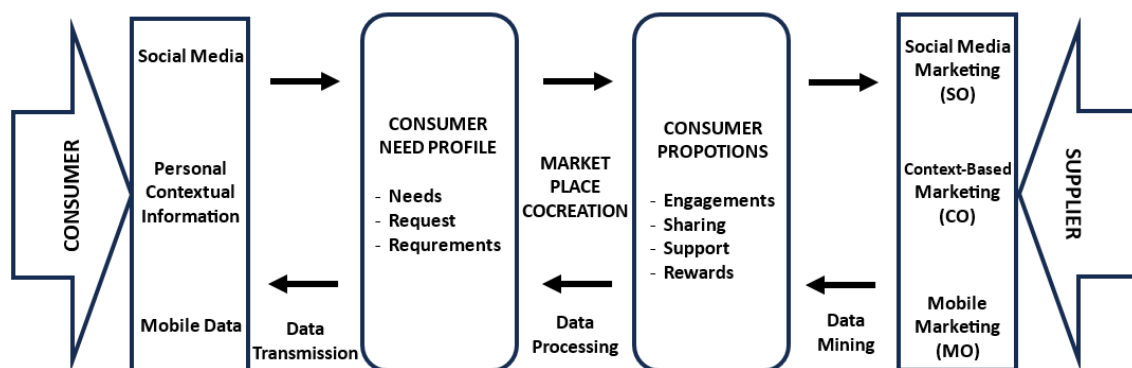 CONSUMER
Social Media
Personal
Contextual
Information
Mobile Data
Data
Transmission
CONSUMER
NEED PROFILE
- Needs
- Request
- Requrements
MARKET
PLACE
COCREATION
Data
Processing
CONSUMER
PROPOTIONS
- Engagements
- Sharing
- Support
- Rewards
Data
Mining
Social Media
Marketing
(SO)
Context-Based
Marketing
(CO)
Mobile
Marketing
(MO)
SUPPLIER